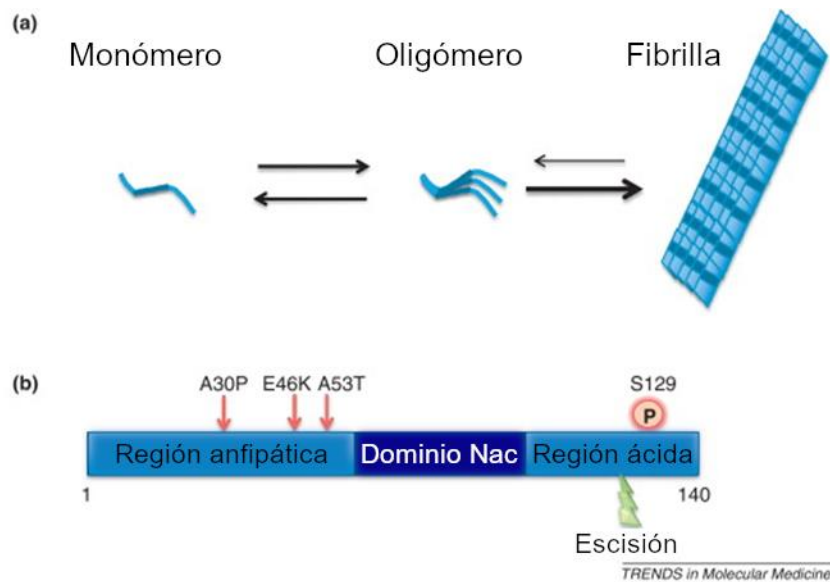 (a)
Monómero Oligómero Fibrilla
(b)
A30P E46K A53T S129
P
Región anfipática Dominio Nac Región ácida
1 140
Escisión
TRENDS in Molecular Medicine